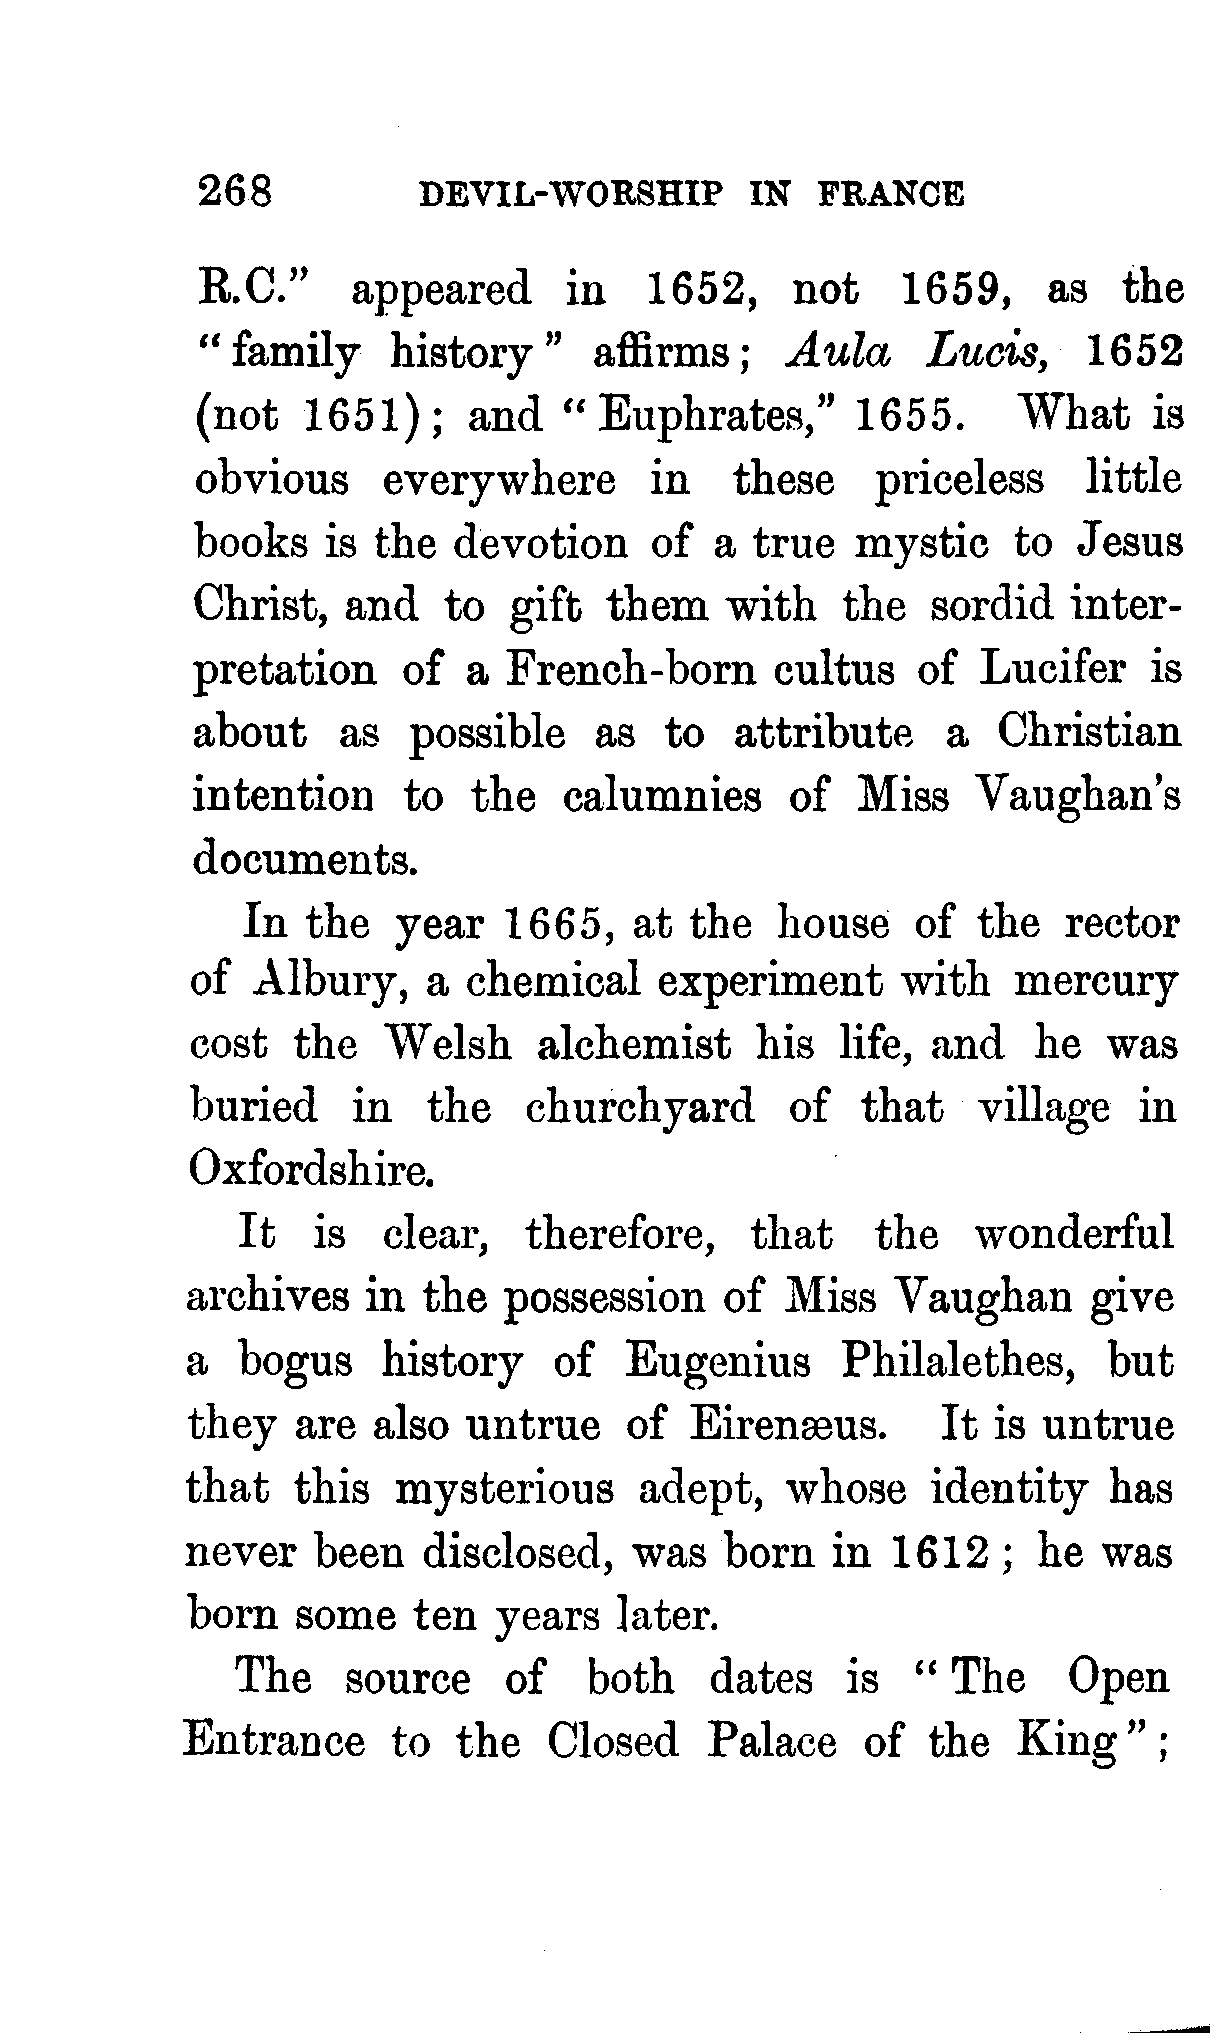 268 DEVIL-WORSHIP IN FRANCE
R.C." appeared in 1652, not 1659, as the
"family history" affirms; Aula Lucis, 1652
(not 1651); and "Euphrates," 1655. What is
obvious everywhere in these priceless little
books is the devotion of a true mystic to Jesus
Christ, and to gift them with the sordid inter-
pretation of a French-born cultus of Lucifer is
about as possible as to attribute a Christian
intention to the calumnies of Miss Vaughan's
documents.
In the year 1665, at the house of the rector
of Albury, a chemical experiment with mercury
cost the Welsh alchemist his life, and he was
buried in the churchyard of that village in
Oxfordshire.
It is clear, therefore, that the wonderful
archives in the possession of Miss Vaughan give
a bogus history of Eugenius Philalethes, but
they are also untrue of Eirenæus. It is untrue
that this mysterious adept, whose identity has
never been disclosed, was born in 1612; he was
born some ten years later.
The source of both dates is "The Open
Entrance to the Closed Palace of the King";